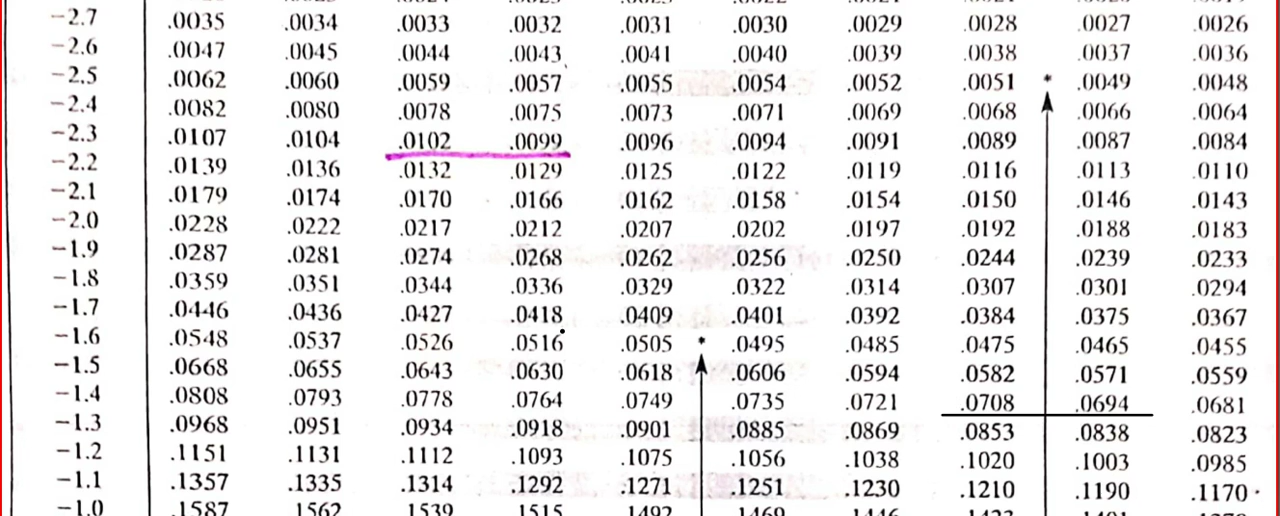 −2.7 .0035 .0034 .0033 .0032 .0031 .0030 .0029 .0028 .0027 .0026
−2.6 .0047 .0045 .0044 .0043 .0041 .0040 .0039 .0038 .0037 .0036
−2.5 .0062 .0060 .0059 .0057 .0055 .0054 .0052 .0051 * .0049 .0048
−2.4 .0082 .0080 .0078 .0075 .0073 .0071 .0069 .0068 .0066 .0064
−2.3 .0107 .0104 .0102 .0099 .0096 .0094 .0091 .0089 .0087 .0084
−2.2 .0139 .0136 .0132 .0129 .0125 .0122 .0119 .0116 .0113 .0110
−2.1 .0179 .0174 .0170 .0166 .0162 .0158 .0154 .0150 .0146 .0143
−2.0 .0228 .0222 .0217 .0212 .0207 .0202 .0197 .0192 .0188 .0183
−1.9 .0287 .0281 .0274 .0268 .0262 .0256 .0250 .0244 .0239 .0233
−1.8 .0359 .0351 .0344 .0336 .0329 .0322 .0314 .0307 .0301 .0294
−1.7 .0446 .0436 .0427 .0418 .0409 .0401 .0392 .0384 .0375 .0367
−1.6 .0548 .0537 .0526 .0516 .0505 * .0495 .0485 .0475 .0465 .0455
−1.5 .0668 .0655 .0643 .0630 .0618 .0606 .0594 .0582 .0571 .0559
−1.4 .0808 .0793 .0778 .0764 .0749 .0735 .0721 .0708 .0694 .0681
−1.3 .0968 .0951 .0934 .0918 .0901 .0885 .0869 .0853 .0838 .0823
−1.2 .1151 .1131 .1112 .1093 .1075 .1056 .1038 .1020 .1003 .0985
−1.1 .1357 .1335 .1314 .1292 .1271 .1251 .1230 .1210 .1190 .1170
−1.0 .1587 .1562 .1539 .1515 .1492 .1469 .1446